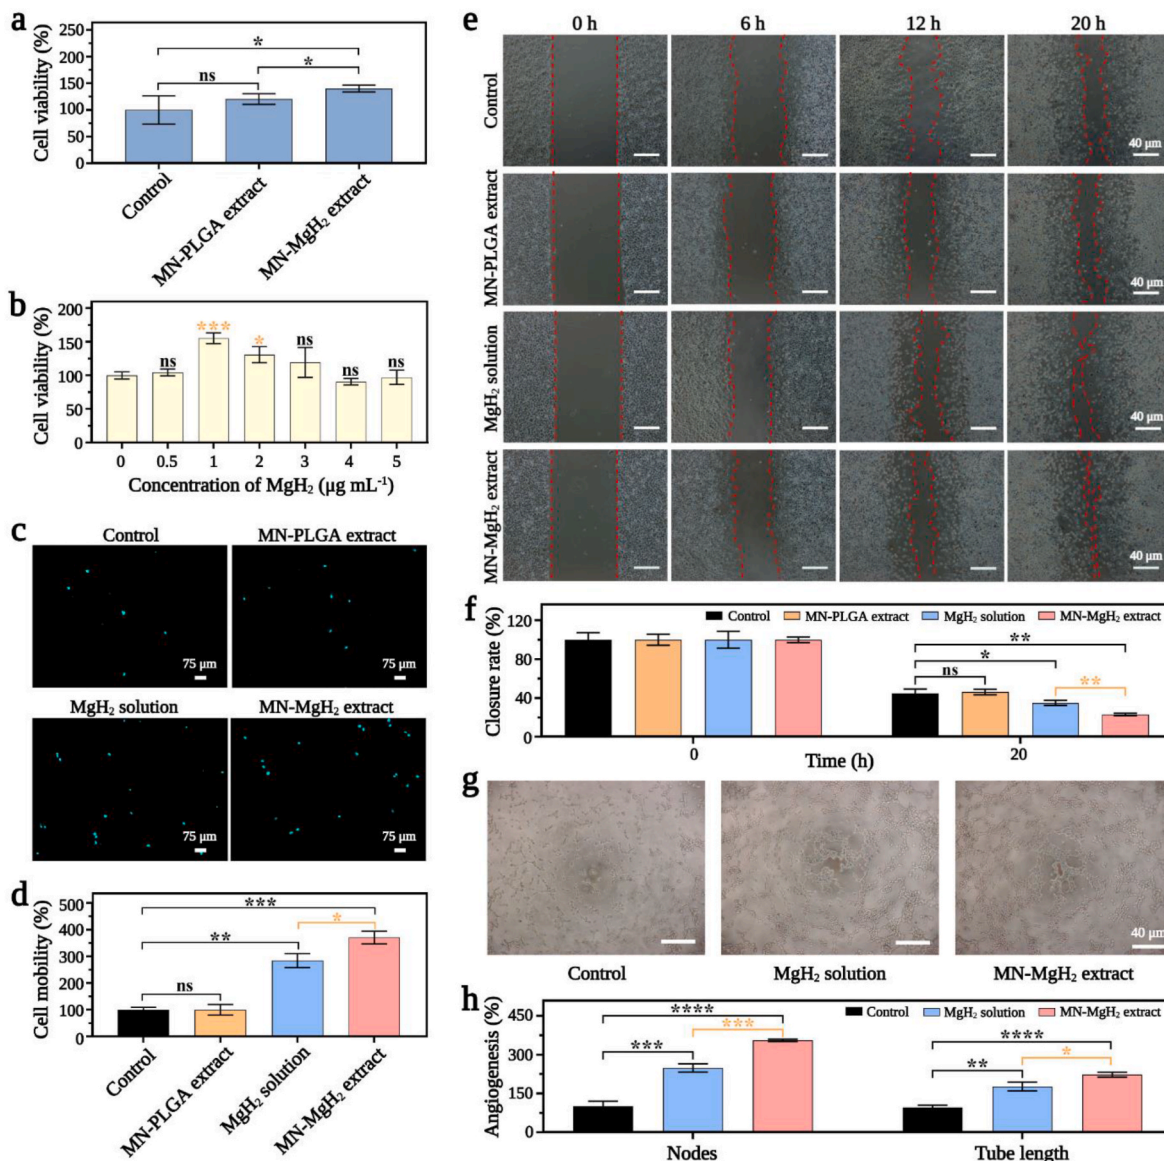 a
Cell viability (%)
200
150
100
50
0
*
ns
*
Control
MN-PLGA extract
MN-MgH₂ extract
b
Cell viability (%)
200
150
100
50
0
ns
***
*
ns
ns
ns
0
0.5
1
2
3
4
5
Concentration of MgH₂ (μg mL⁻¹)
c
Control
MN-PLGA extract
75 μm
75 μm
MgH₂ solution
MN-MgH₂ extract
75 μm
75 μm
d
Cell mobility (%)
500
400
300
200
100
0
***
*
**
ns
Control
MN-PLGA extract
MgH₂ solution
MN-MgH₂ extract
e
0 h
6 h
12 h
20 h
Control
40 μm
MN-PLGA extract
40 μm
MgH₂ solution
40 μm
MN-MgH₂ extract
40 μm
f
Closure rate (%)
120
80
40
0
Control
MN-PLGA extract
MgH₂ solution
MN-MgH₂ extract
**
*
ns
**
0
20
Time (h)
g
40 μm
Control
MgH₂ solution
MN-MgH₂ extract
h
Angiogenesis (%)
450
300
150
0
Control
MgH₂ solution
MN-MgH₂ extract
****
***
***
****
*
**
Nodes
Tube length